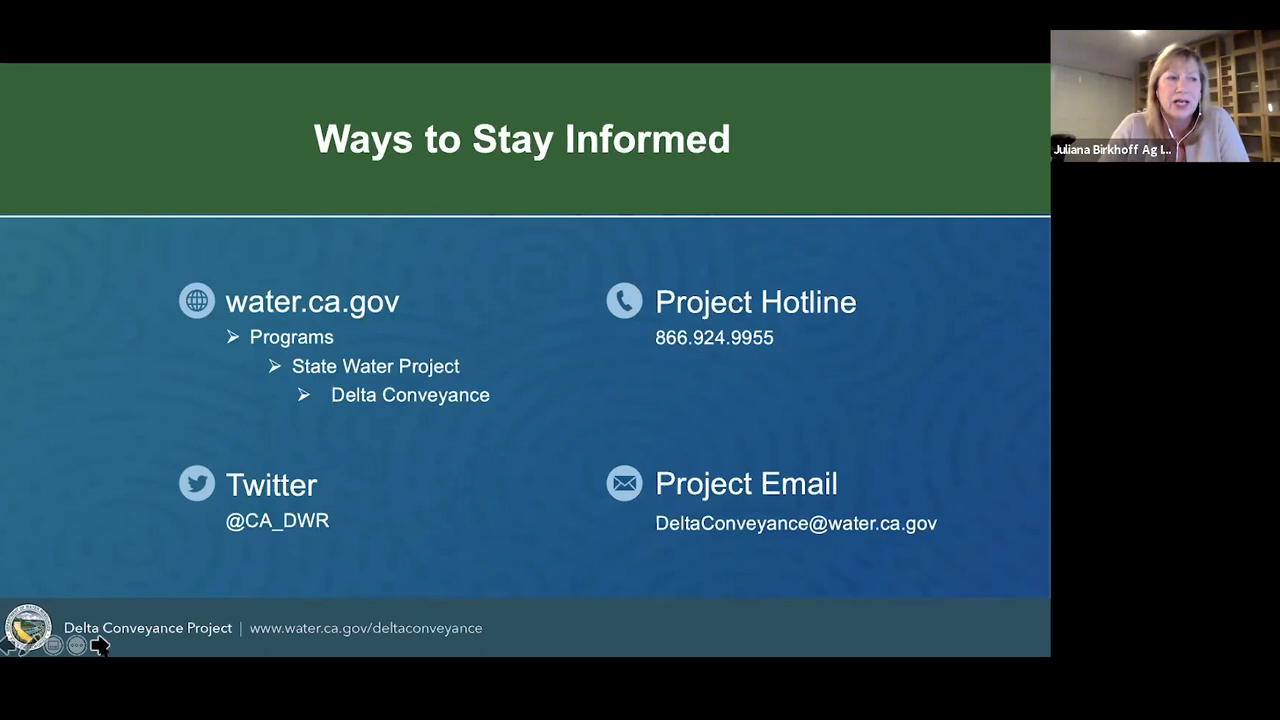 Ways to Stay Informed
Juliana Birkhoff Ag I...
water.ca.gov
Programs
State Water Project
Delta Conveyance
Project Hotline
866.924.9955
Twitter
@CA_DWR
Project Email
DeltaConveyance@water.ca.gov
Delta Conveyance Project | www.water.ca.gov/deltaconveyance